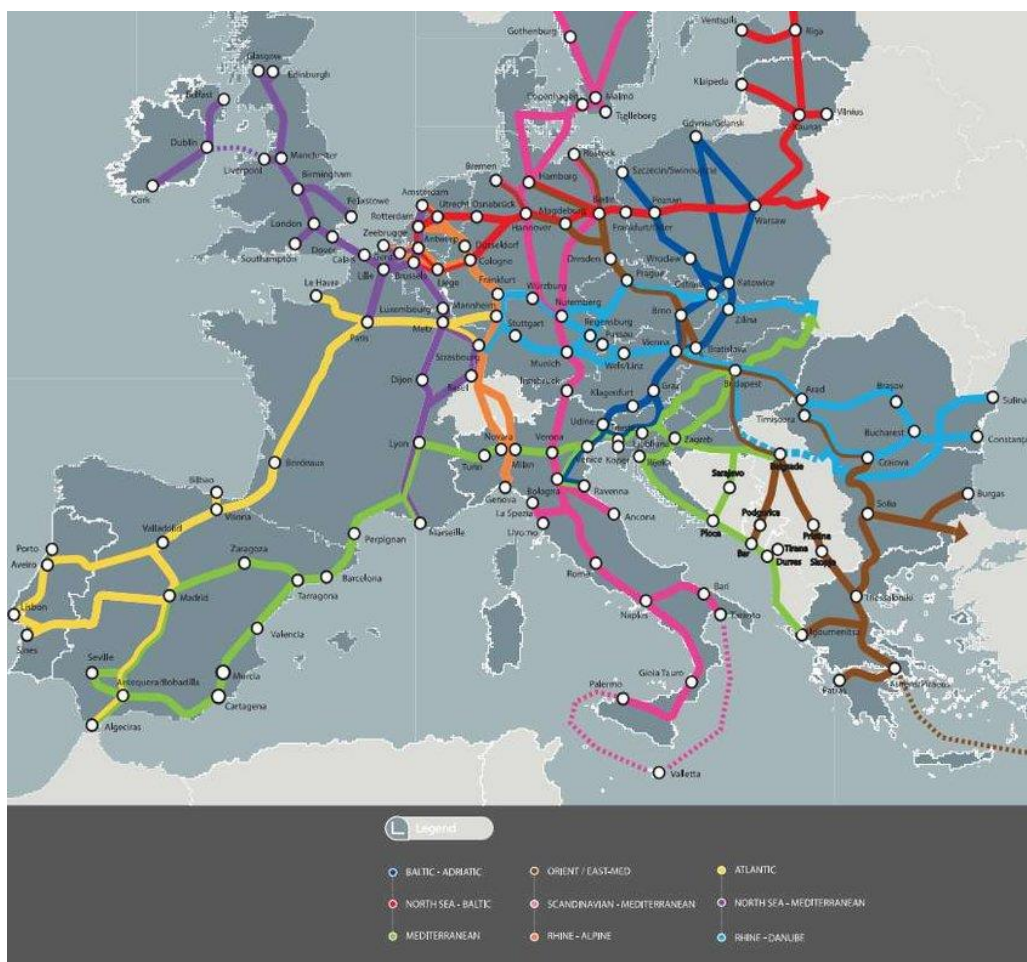 Ventspils
Riga
Gothenburg
Glasgow
Edinburgh
Klaipeda
Belfast
Copenhagen
Malmö
Trelleborg
Kaunas
Vilnius
Gdynia/Gdansk
Dublin
Liverpool
Manchester
Rostock
Bremen
Hamburg
Szczecin/Swinoujscie
Cork
Birmingham
Felixstowe
Amsterdam
Utrecht
Osnabrück
Magdeburg
Berlin
Poznan
Rotterdam
Hannover
Frankfurt/Oder
Warsaw
London
Zeebrugge
Antwerp
Düsseldorf
Dover
Southampton
Calais
Gent
Cologne
Dresden
Wroclaw
Lille
Brussels
Liège
Frankfurt
Prague
Katowice
Le Havre
Würzburg
Ostrava
Luxembourg
Mannheim
Nuremberg
Paris
Metz
Stuttgart
Regensburg
Brno
Zilina
Passau
Strasbourg
Munich
Wels/Linz
Vienna
Bratislava
Dijon
Basel
Innsbruck
Budapest
Klagenfurt
Graz
Arad
Brasov
Sulina
Timisoara
Udine
Trieste
Ljubljana
Zagreb
Bucharest
Constanta
Lyon
Novara
Verona
Turin
Milan
Venice
Koper
Rijeka
Belgrade
Craiova
Bordeaux
Genova
Bologna
Ravenna
Sarajevo
Bilbao
La Spezia
Sofia
Burgas
Vitoria
Livorno
Ancona
Podgorica
Ploce
Pristina
Valladolid
Marseille
Perpignan
Bar
Tirana
Skopje
Durres
Porto
Zaragoza
Aveiro
Roma
Barcelona
Madrid
Tarragona
Bari
Thessaloniki
Lisbon
Naples
Taranto
Sines
Valencia
Igoumenitsa
Seville
Murcia
Gioia Tauro
Antequera/Bobadilla
Palermo
Patras
Athens/Piraeus
Cartagena
Algeciras
Valletta
Legend
BALTIC - ADRIATIC
ORIENT / EAST-MED
ATLANTIC
NORTH SEA - BALTIC
SCANDINAVIAN - MEDITERRANEAN
NORTH SEA - MEDITERRANEAN
MEDITERRANEAN
RHINE - ALPINE
RHINE - DANUBE